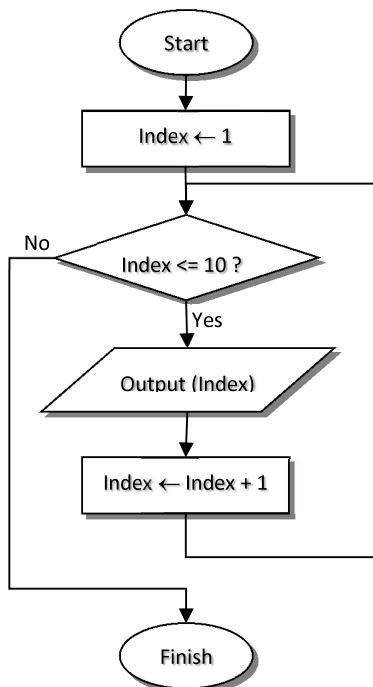 Start
Index ← 1
No
Index <= 10 ?
Yes
Output (Index)
Index ← Index + 1
Finish